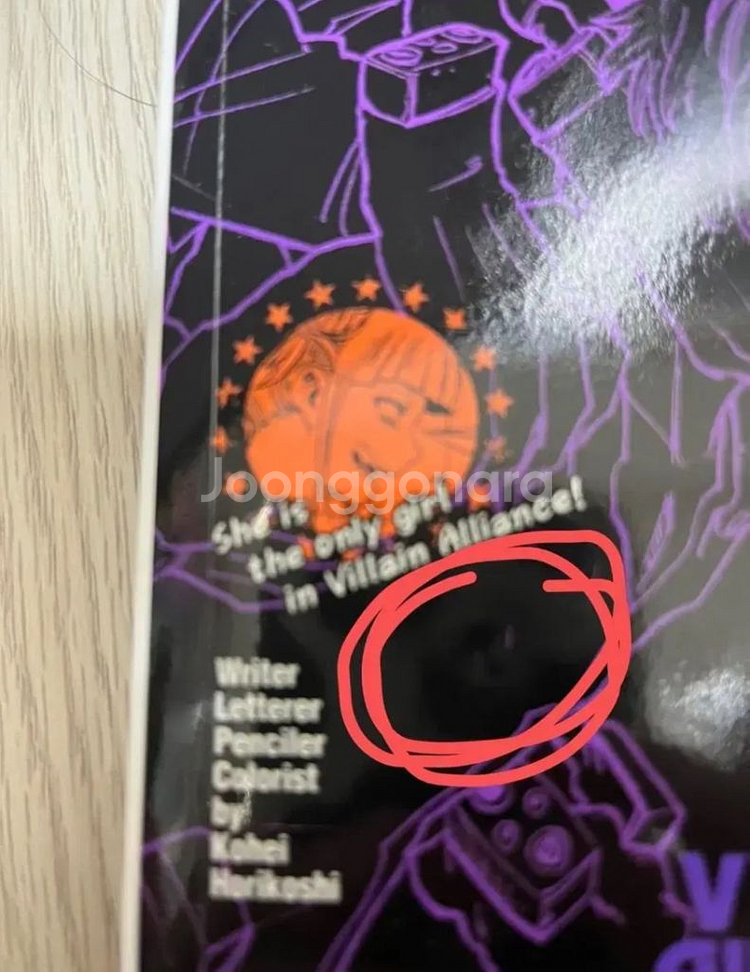 Joonggonara
She is
the only girl
in Villain Alliance!
Writer
Letterer
Penciler
Colorist
by
Kohei
Horikoshi
V